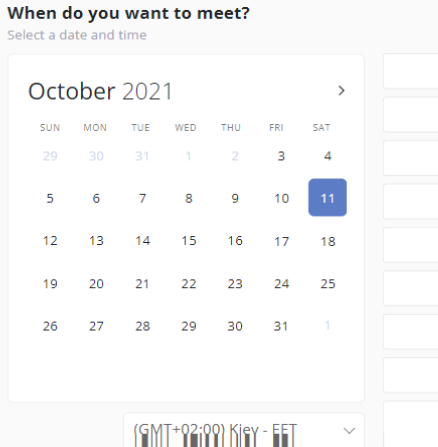 When do you want to meet?
Select a date and time
October 2021
SUN MON TUE WED THU FRI SAT
29 30 31 1 2 3 4
5 6 7 8 9 10 11
12 13 14 15 16 17 18
19 20 21 22 23 24 25
26 27 28 29 30 31 1
(GMT+02:00) Kiev - EET